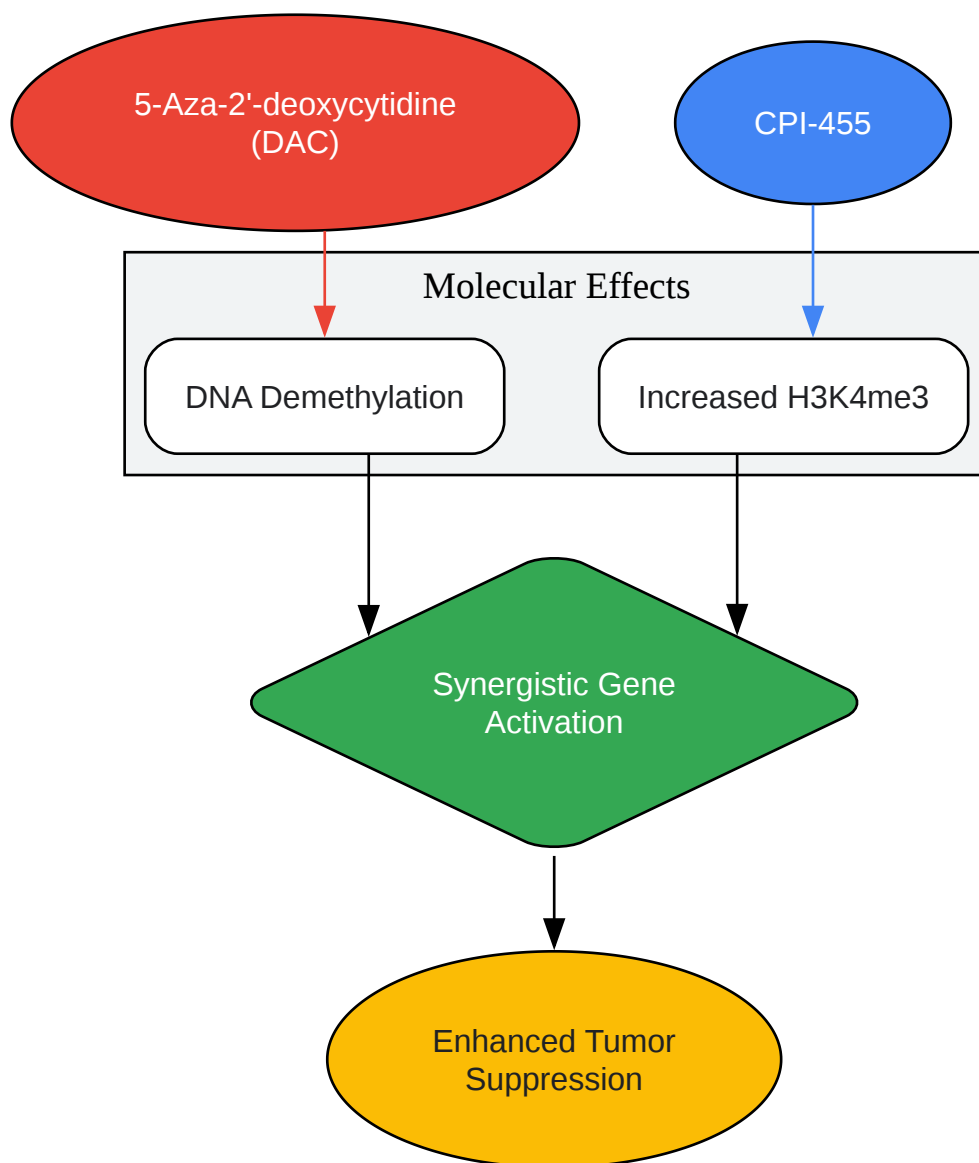 5-Aza-2'-deoxycytidine
(DAC)
CPI-455
Molecular Effects
DNA Demethylation
Increased H3K4me3
Synergistic Gene
Activation
Enhanced Tumor
Suppression